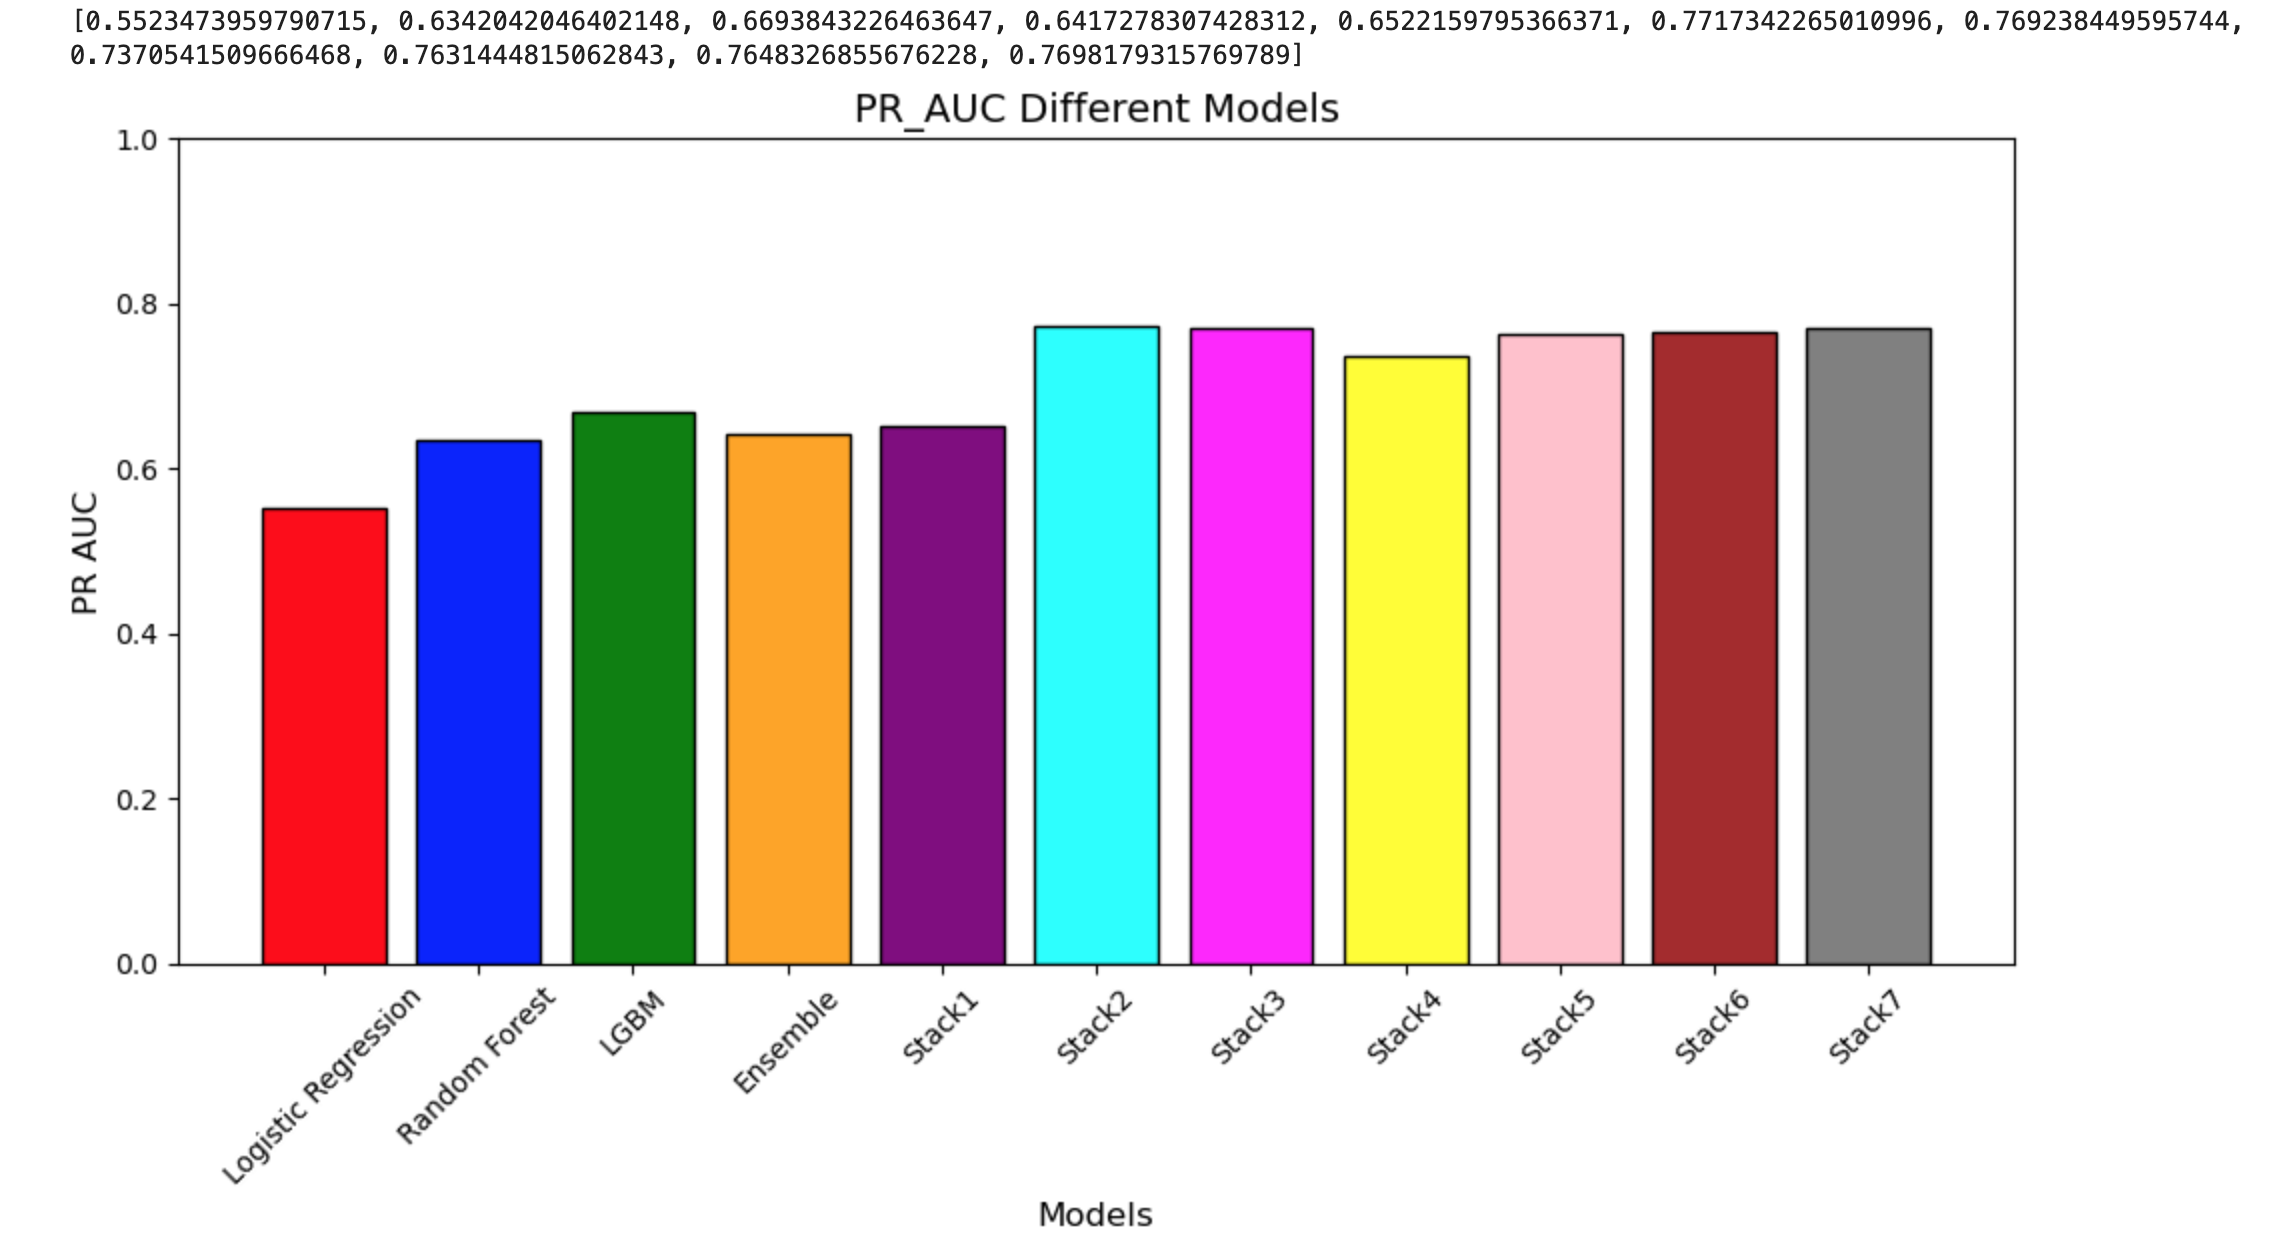 [0.5523473959790715, 0.6342042046402148, 0.6693843226463647, 0.6417278307428312, 0.6522159795366371, 0.7717342265010996, 0.769238449595744,
0.7370541509666468, 0.7631444815062843, 0.7648326855676228, 0.7698179315769789]
PR_AUC Different Models
1.0
0.8
0.6
0.4
0.2
0.0
PR AUC
Logistic Regression
Random Forest
LGBM
Ensemble
Stack1
Stack2
Stack3
Stack4
Stack5
Stack6
Stack7
Models